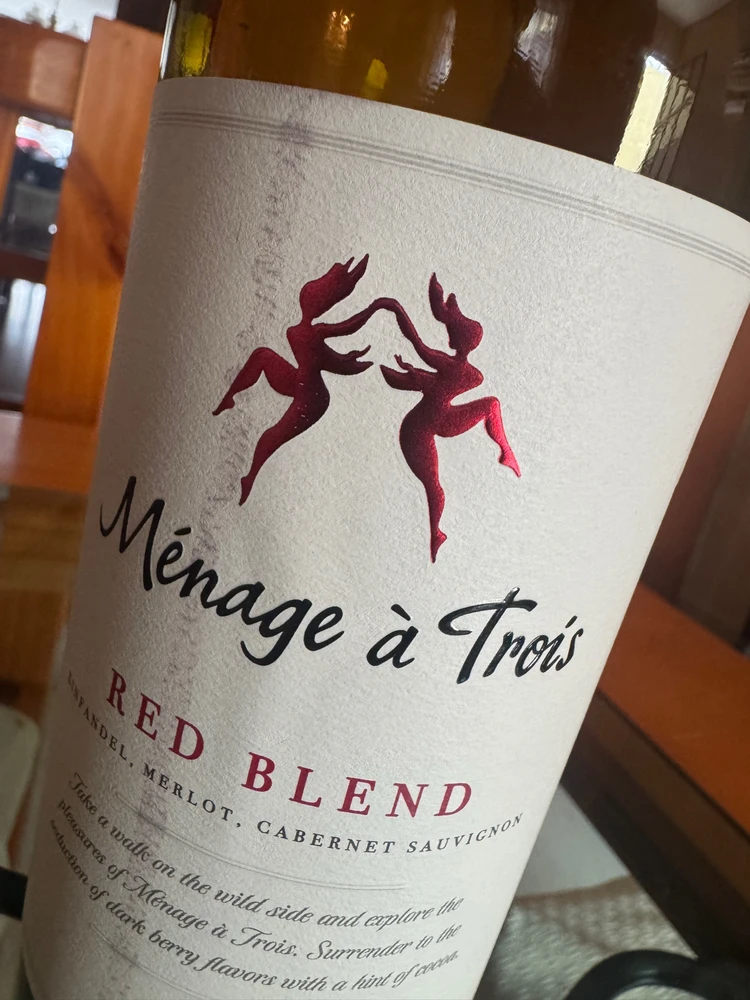 Ménage à Trois
RED BLEND
ZINFANDEL, MERLOT, CABERNET SAUVIGNON
Take a walk on the wild side and explore the
pleasures of Ménage à Trois. Surrender to the
seduction of dark berry flavors with a hint of cocoa.